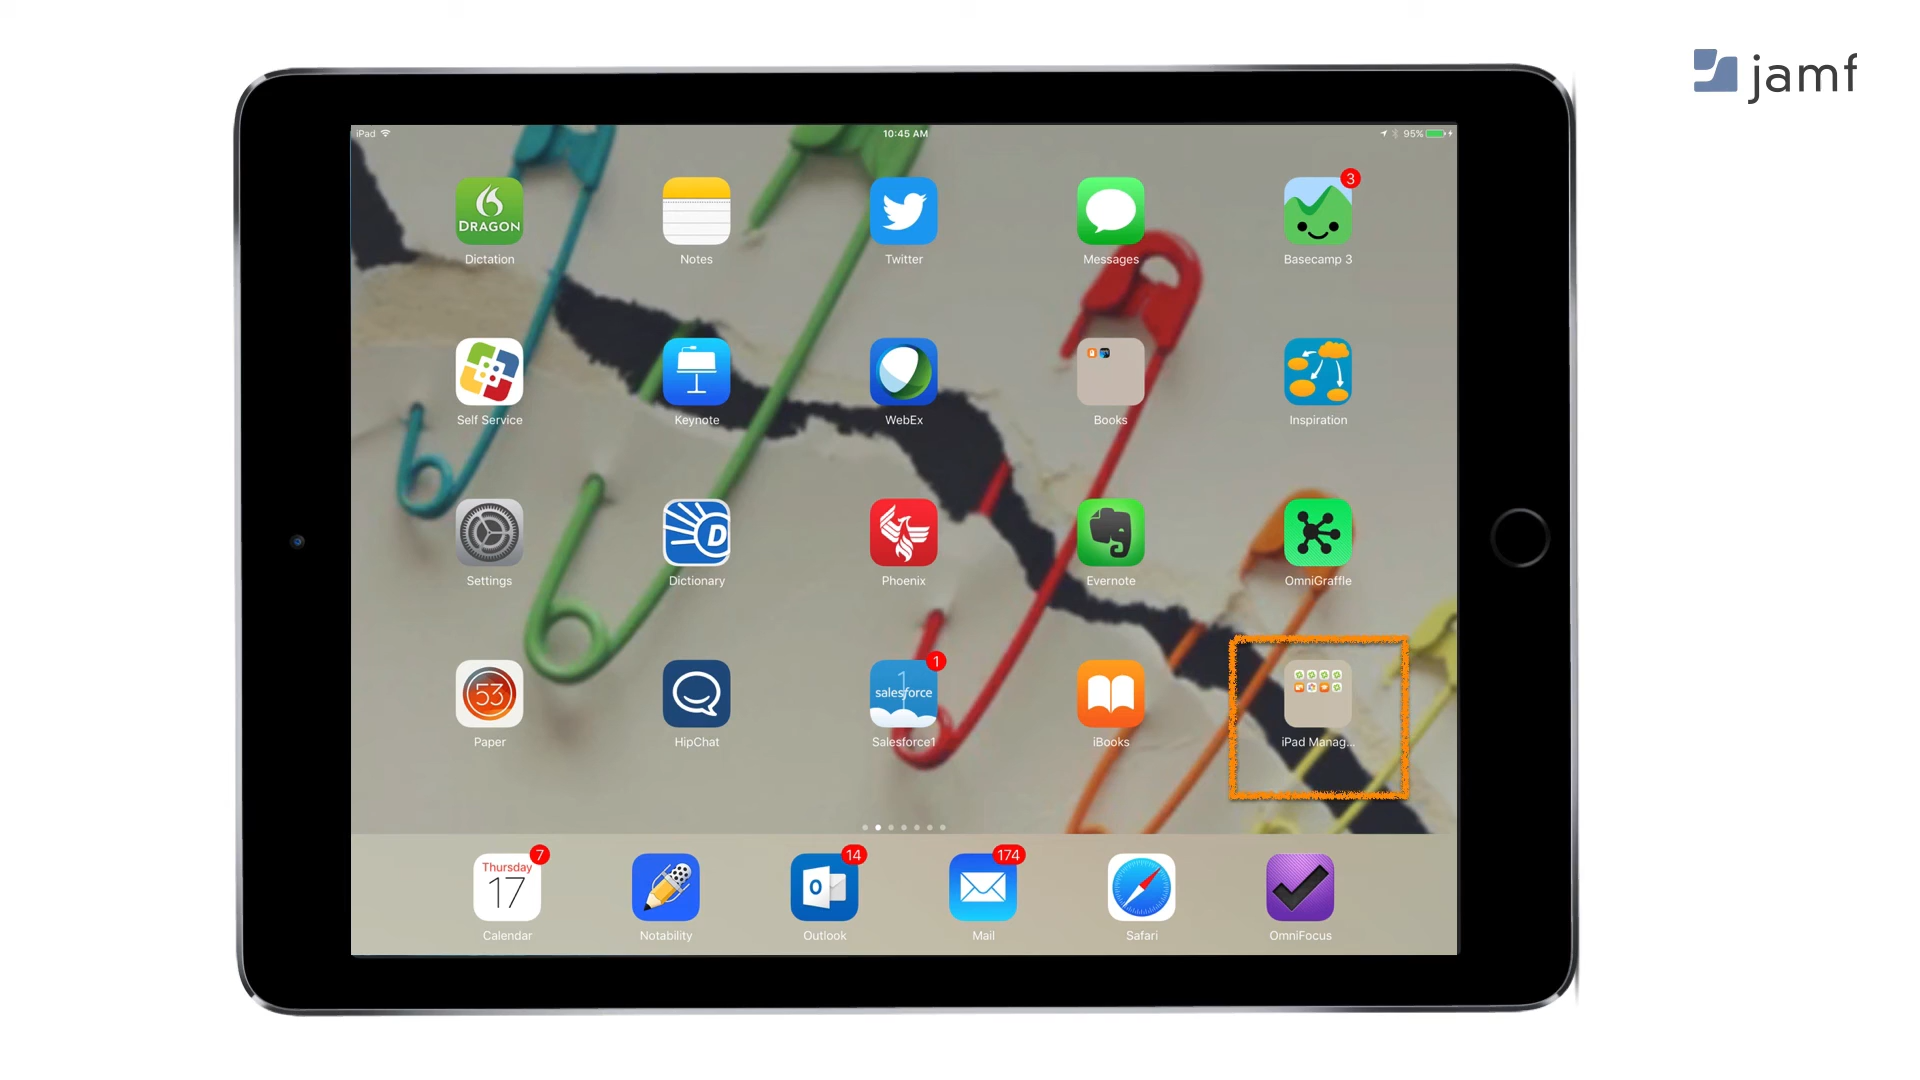 jamf
iPad
10:45 AM
95%
DRAGON
3
Dictation
Notes
Twitter
Messages
Basecamp 3
Self Service
Keynote
WebEx
Books
Inspiration
D
Settings
Dictionary
Phoenix
Evernote
OmniGraffle
53
1
salesforce
1
Paper
HipChat
Salesforce1
iBooks
iPad Manag...
Thursday
17
7
14
174
Calendar
Notability
Outlook
Mail
Safari
OmniFocus